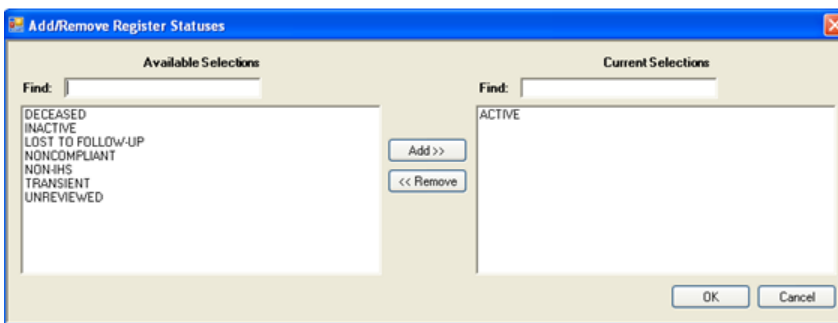 Add/Remove Register Statuses
Available Selections
Current Selections
Find:
Find:
DECEASED
INACTIVE
LOST TO FOLLOW-UP
NONCOMPLIANT
NON-IHS
TRANSIENT
UNREVIEWED
Add >>
<< Remove
ACTIVE
OK
Cancel